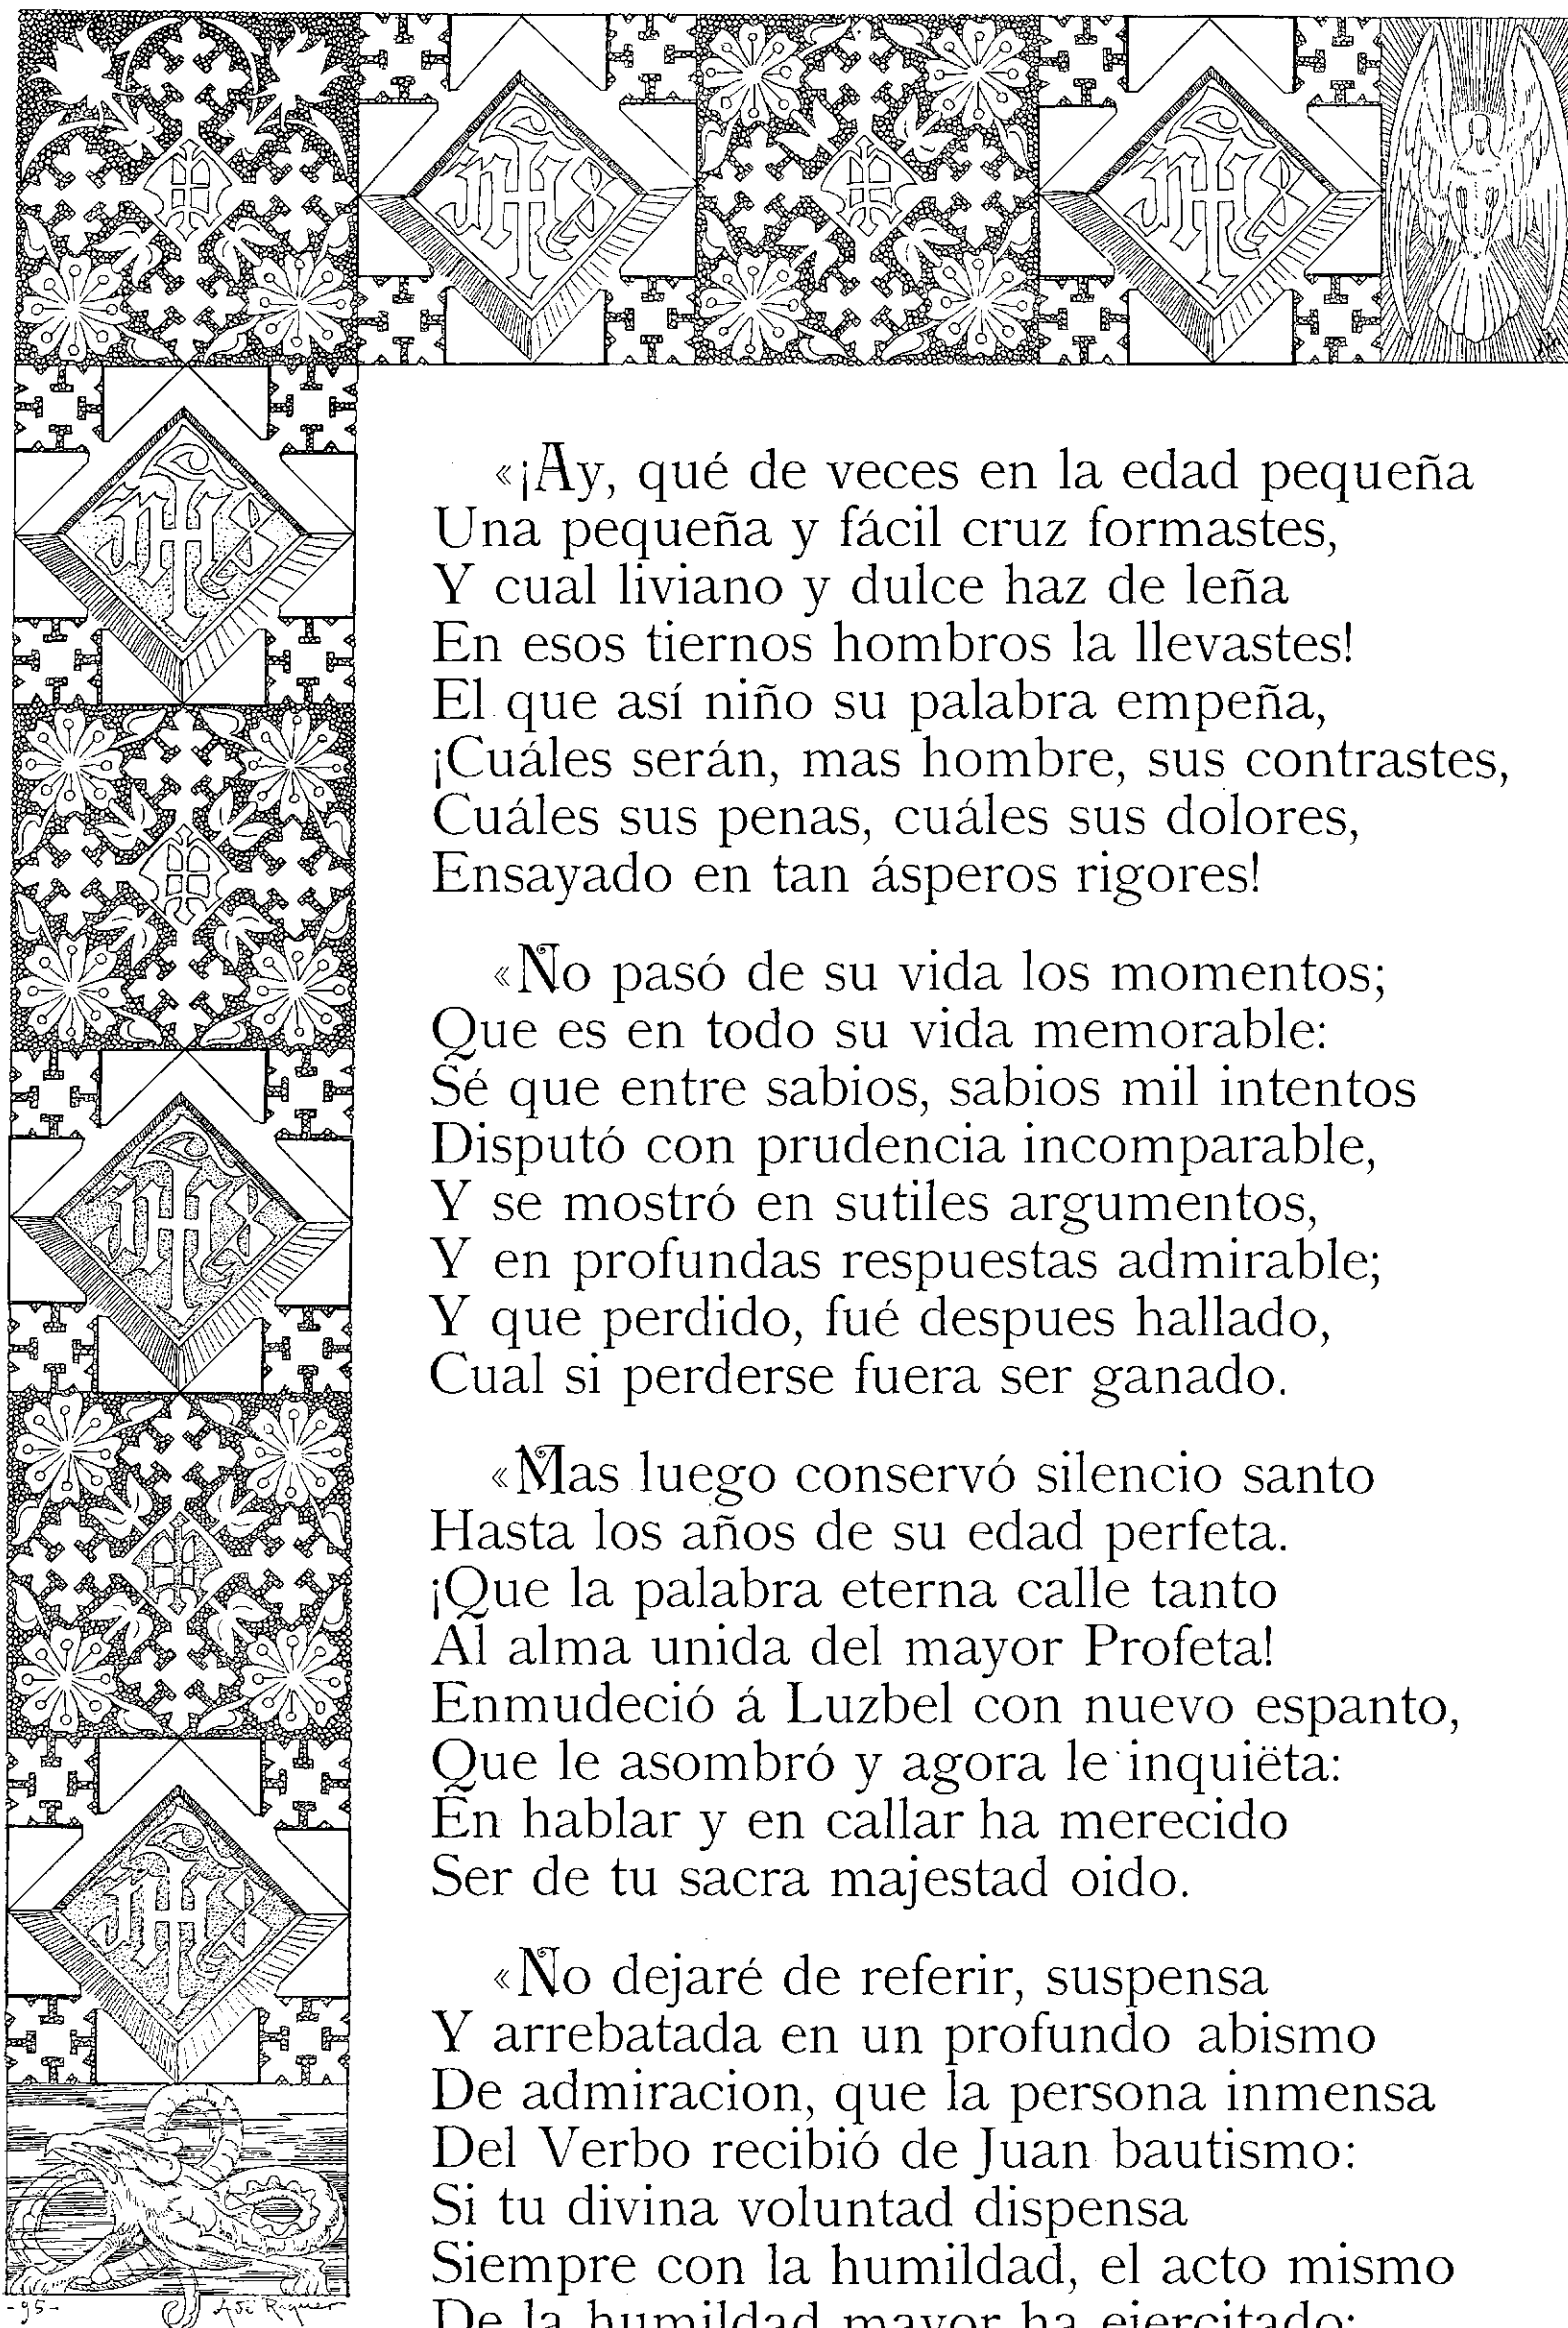 «¡Ay, qué de veces en la edad pequeña
Una pequeña y fácil cruz formastes,
Y cual liviano y dulce haz de leña
En esos tiernos hombros la llevastes!
El que así niño su palabra empeña,
¡Cuáles serán, mas hombre, sus contrastes,
Cuáles sus penas, cuáles sus dolores,
Ensayado en tan ásperos rigores!
«No pasó de su vida los momentos;
Que es en todo su vida memorable:
Sé que entre sabios, sabios mil intentos
Disputó con prudencia incomparable,
Y se mostró en sutiles argumentos,
Y en profundas respuestas admirable;
Y que perdido, fué despues hallado,
Cual si perderse fuera ser ganado.
«Mas luego conservó silencio santo
Hasta los años de su edad perfeta.
¡Que la palabra eterna calle tanto
Al alma unida del mayor Profeta!
Enmudeció á Luzbel con nuevo espanto,
Que le asombró y agora le inquiëta:
En hablar y en callar ha merecido
Ser de tu sacra majestad oido.
«No dejaré de referir, suspensa
Y arrebatada en un profundo abismo
De admiracion, que la persona inmensa
Del Verbo recibió de Juan bautismo:
Si tu divina voluntad dispensa
Siempre con la humildad, el acto mismo
De la humildad mayor ha ejercitado:
-95- A. de Riquer